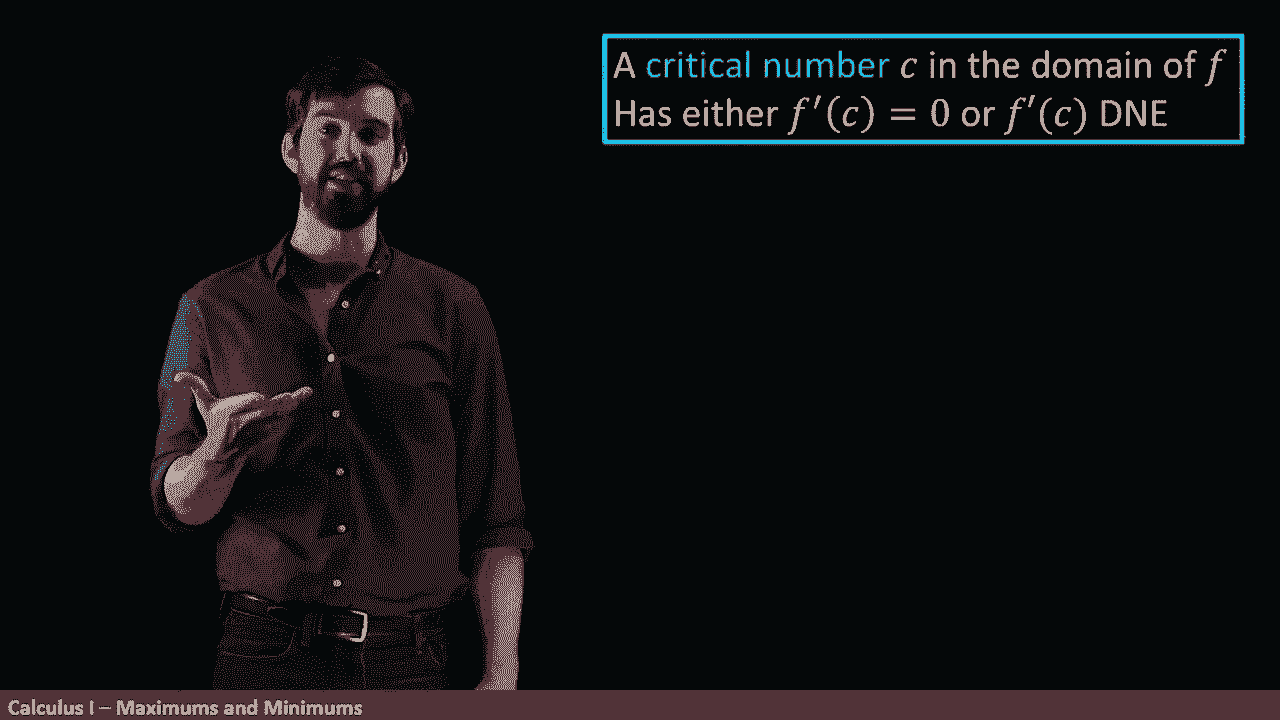 A critical number c in the domain of f
Has either f′(c) = 0 or f′(c) DNE
Calculus I – Maximums and Minimums